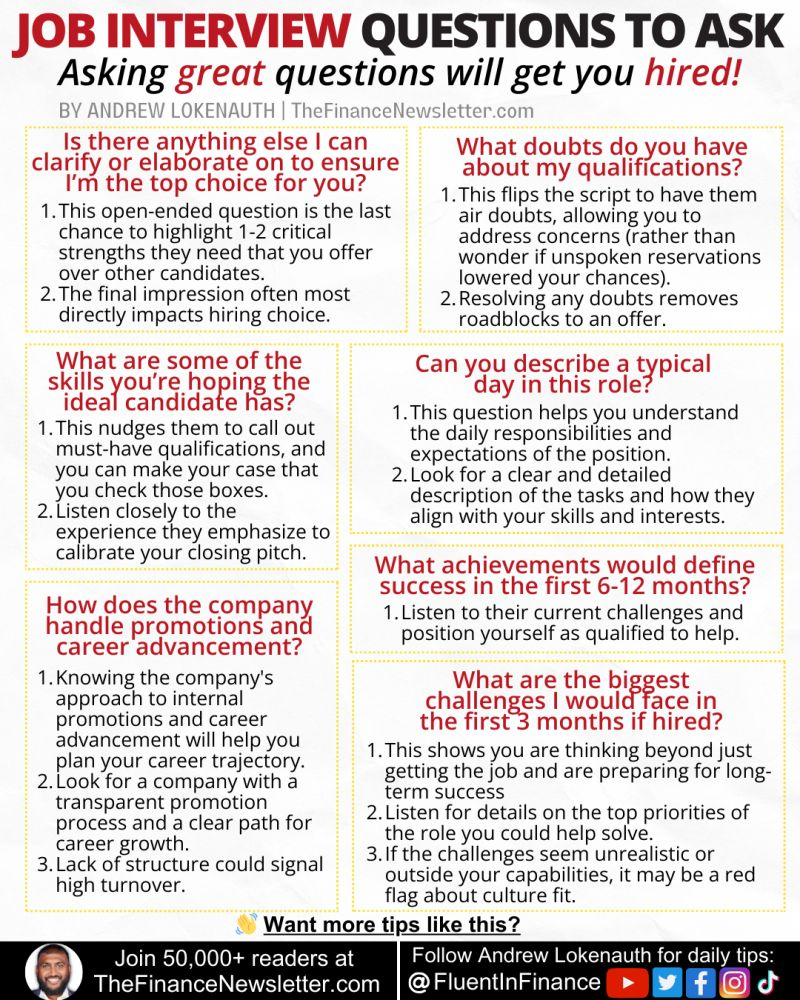 JOB INTERVIEW QUESTIONS TO ASK
Asking great questions will get you hired!
BY ANDREW LOKENAUTH | TheFinanceNewsletter.com
Is there anything else I can
clarify or elaborate on to ensure
I'm the top choice for you?
1. This open-ended question is the last
chance to highlight 1-2 critical
strengths they need that you offer
over other candidates.
2. The final impression often most
directly impacts hiring choice.
What doubts do you have
about my qualifications?
1. This flips the script to have them
air doubts, allowing you to
address concerns (rather than
wonder if unspoken reservations
lowered your chances).
2. Resolving any doubts removes
roadblocks to an offer.
What are some of the
skills you're hoping the
ideal candidate has?
1. This nudges them to call out
must-have qualifications, and
you can make your case that
you check those boxes.
2. Listen closely to the
experience they emphasize to
calibrate your closing pitch.
Can you describe a typical
day in this role?
1. This question helps you understand
the daily responsibilities and
expectations of the position.
2. Look for a clear and detailed
description of the tasks and how they
align with your skills and interests.
What achievements would define
success in the first 6-12 months?
1. Listen to their current challenges and
position yourself as qualified to help.
How does the company
handle promotions and
career advancement?
1. Knowing the company's
approach to internal
promotions and career
advancement will help you
plan your career trajectory.
2. Look for a company with a
transparent promotion
process and a clear path for
career growth.
3. Lack of structure could signal
high turnover.
What are the biggest
challenges I would face in
the first 3 months if hired?
1. This shows you are thinking beyond just
getting the job and are preparing for long-
term success
2. Listen for details on the top priorities of
the role you could help solve.
3. If the challenges seem unrealistic or
outside your capabilities, it may be a red
flag about culture fit.
👋 Want more tips like this?
Join 50,000+ readers at
TheFinanceNewsletter.com
Follow Andrew Lokenauth for daily tips:
@FluentInFinance